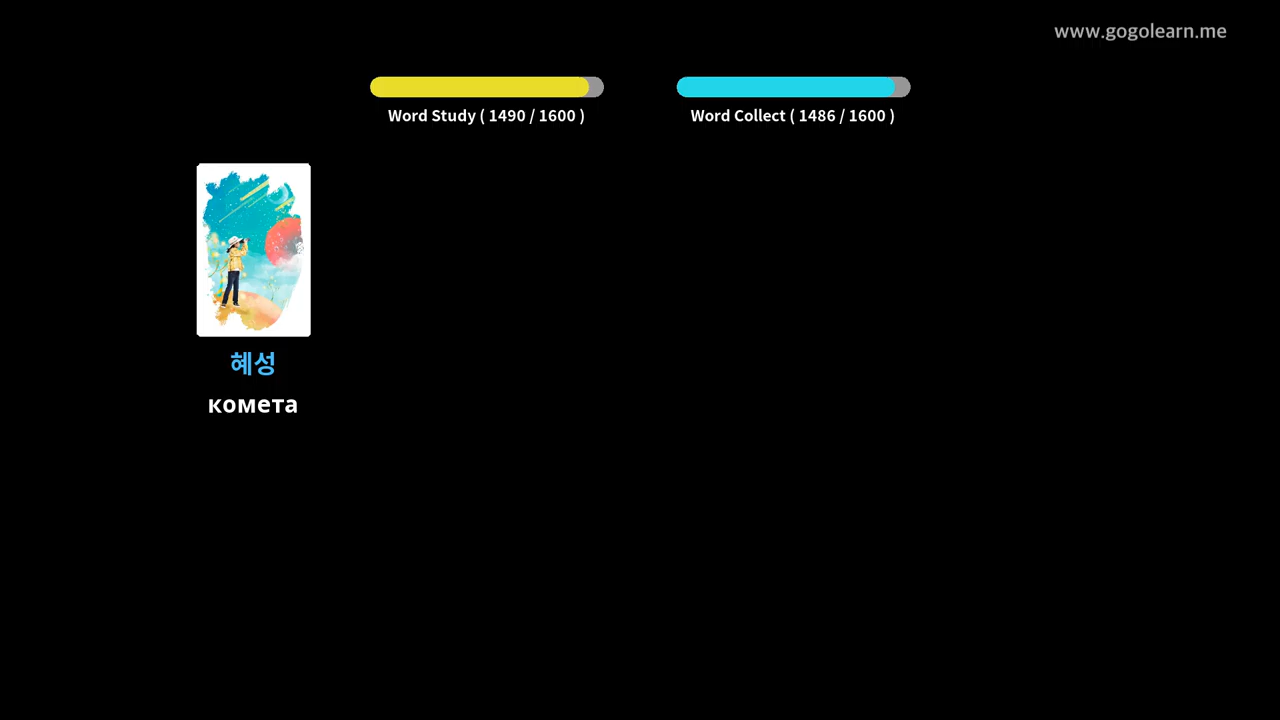 www.gogolearn.me
Word Study ( 1490 / 1600 )
Word Collect ( 1486 / 1600 )
혜성
комета